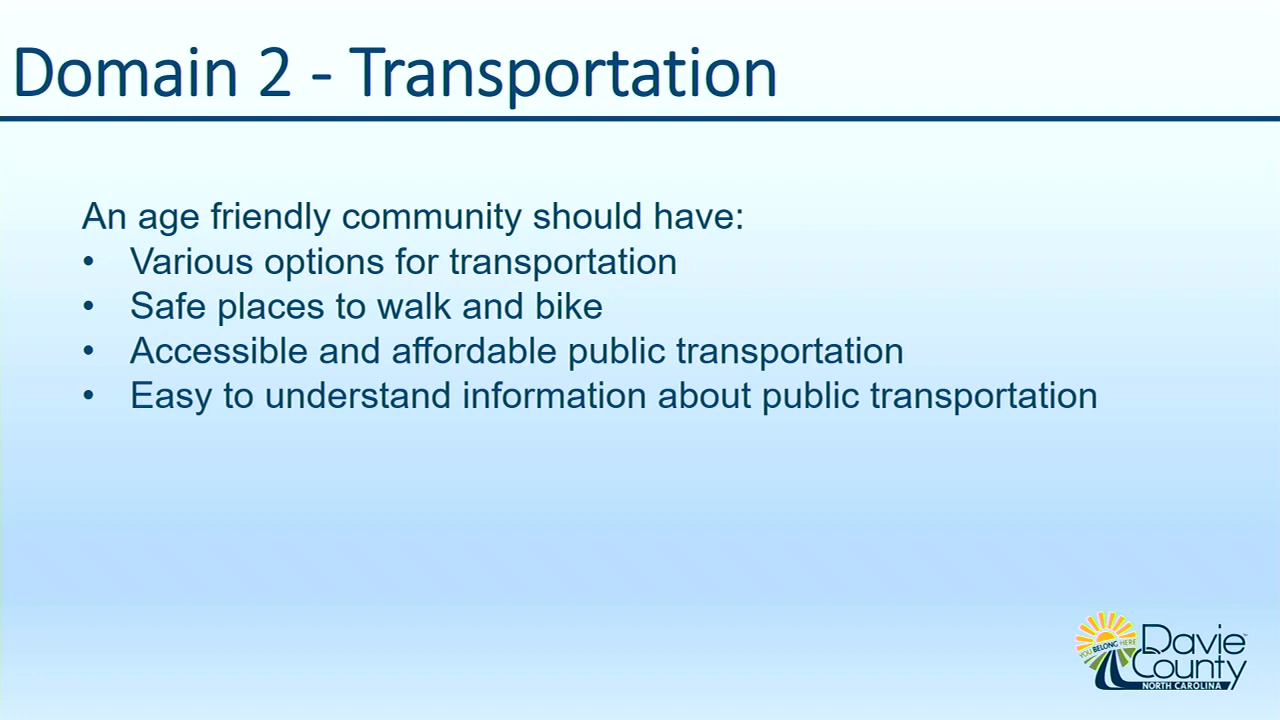 Domain 2 - Transportation
An age friendly community should have:
• Various options for transportation
• Safe places to walk and bike
• Accessible and affordable public transportation
• Easy to understand information about public transportation
YOU BELONG HERE
Davie
County
NORTH CAROLINA